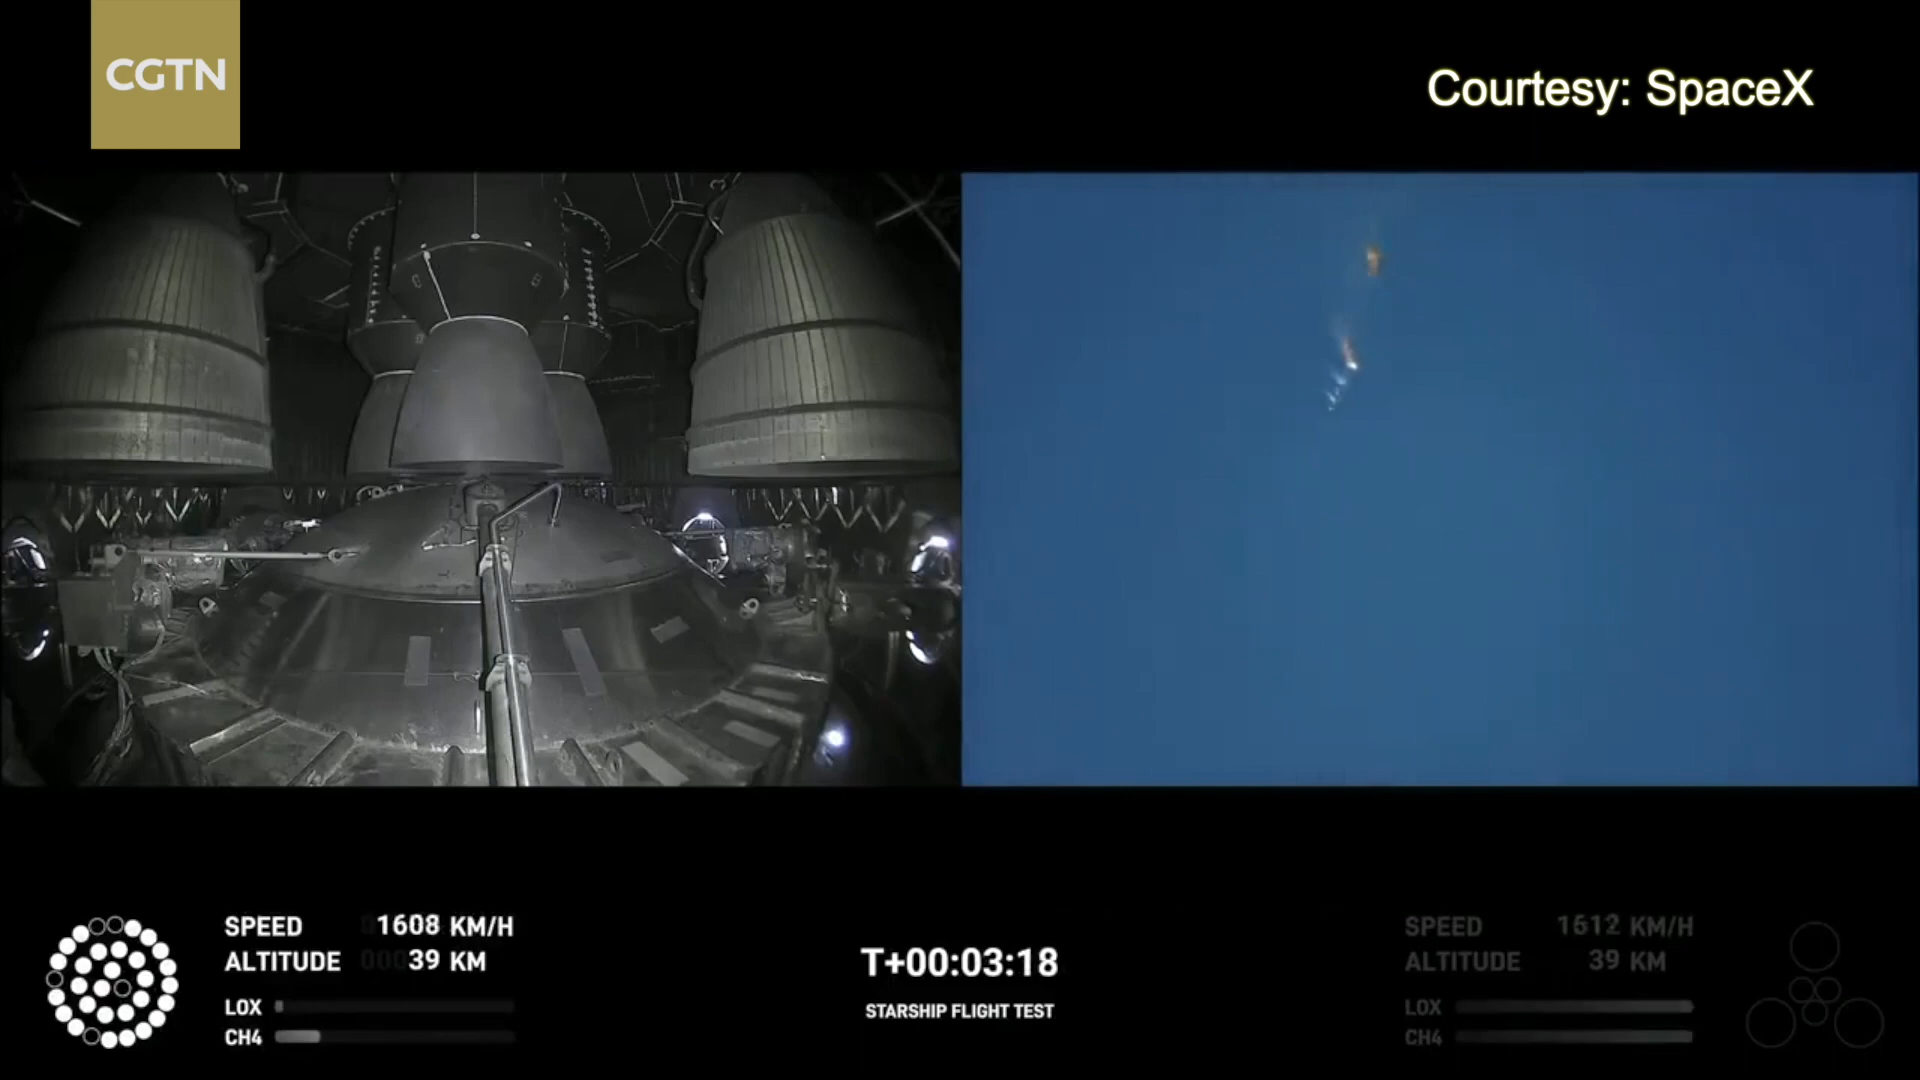 CGTN
Courtesy: SpaceX
SPEED 1608 KM/H
ALTITUDE 00039 KM
LOX
CH4
T+00:03:18
STARSHIP FLIGHT TEST
SPEED 1612 KM/H
ALTITUDE 39 KM
LOX
CH4